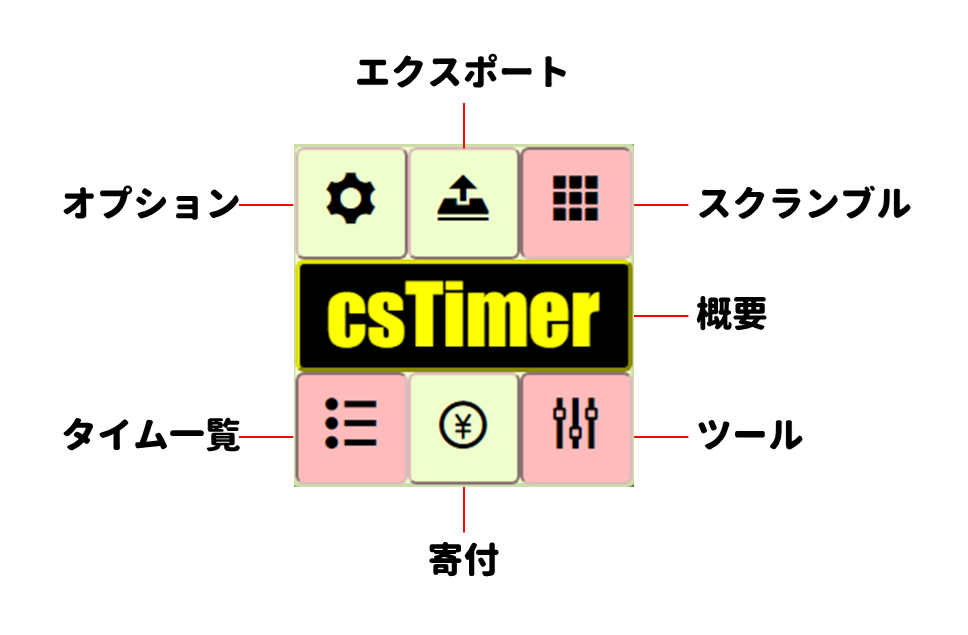 エクスポート
オプション
スクランブル
csTimer
概要
タイム一覧
¥
ツール
寄付